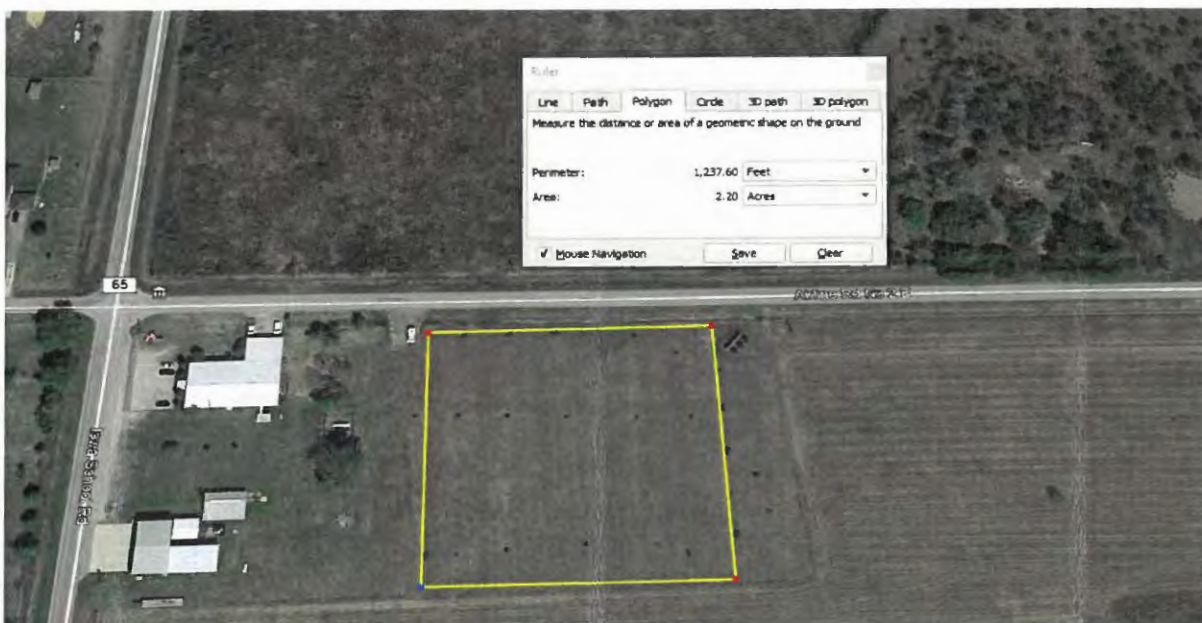 Ruler
Line Path Polygon Circle 3D path 3D polygon
Measure the distance or area of a geometric shape on the ground
Perimeter: 1,237.60 Feet
Area: 2.20 Acres
Mouse Navigation Save Clear
65